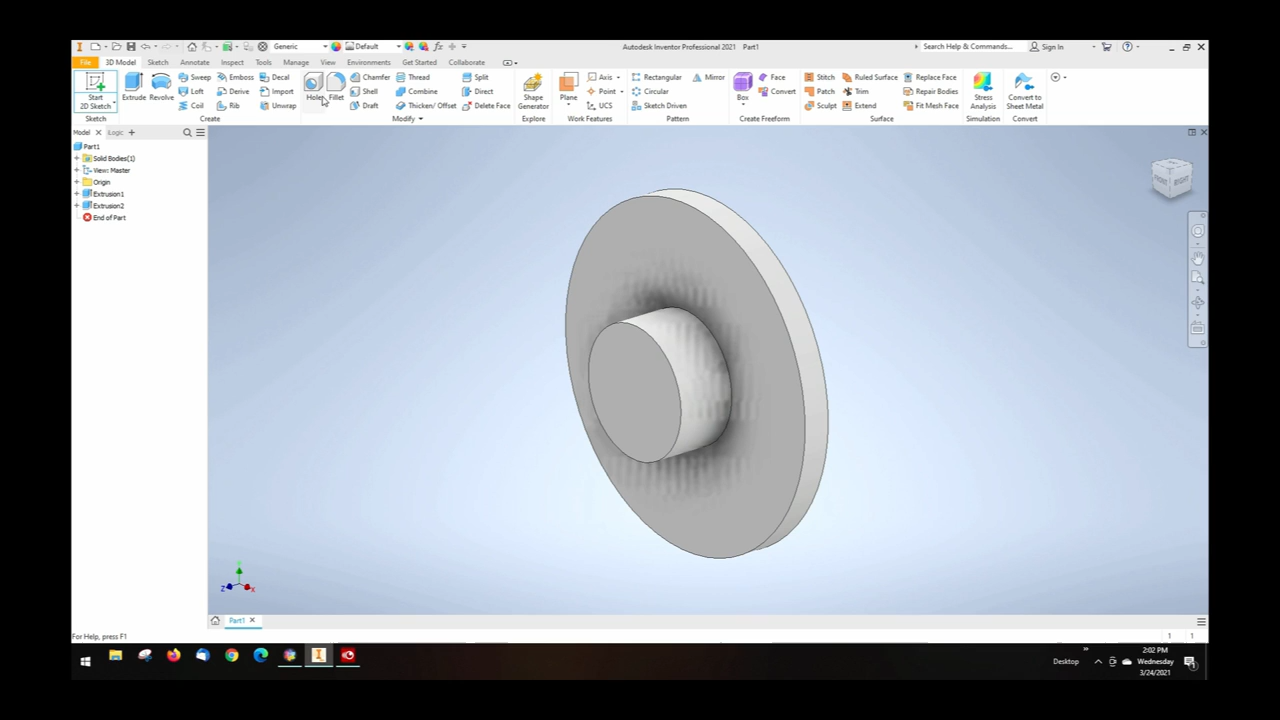 Generic Default Autodesk Inventor Professional 2021 Part1 Search Help & Commands... Sign In
File 3D Model Sketch Annotate Inspect Tools Manage View Environments Get Started Collaborate
Start 2D Sketch Extrude Revolve Sweep Emboss Decal Hole Fillet Chamfer Thread Split Shape Generator Plane Axis Rectangular Mirror Box Face Stitch Ruled Surface Replace Face Stress Analysis Convert to Sheet Metal
Loft Derive Import Shell Combine Direct Point Circular Convert Patch Trim Repair Bodies
Coil Rib Unwrap Draft Thicken/ Offset Delete Face UCS Sketch Driven Sculpt Extend Fit Mesh Face
Sketch Create Modify Explore Work Features Pattern Create Freeform Surface Simulation Convert
Model Logic
Part1
Solid Bodies(1)
View: Master
Origin
Extrusion1
Extrusion2
End of Part
Z X
Part1
For Help, press F1 1 1
Desktop
2:02 PM
Wednesday
3/24/2021